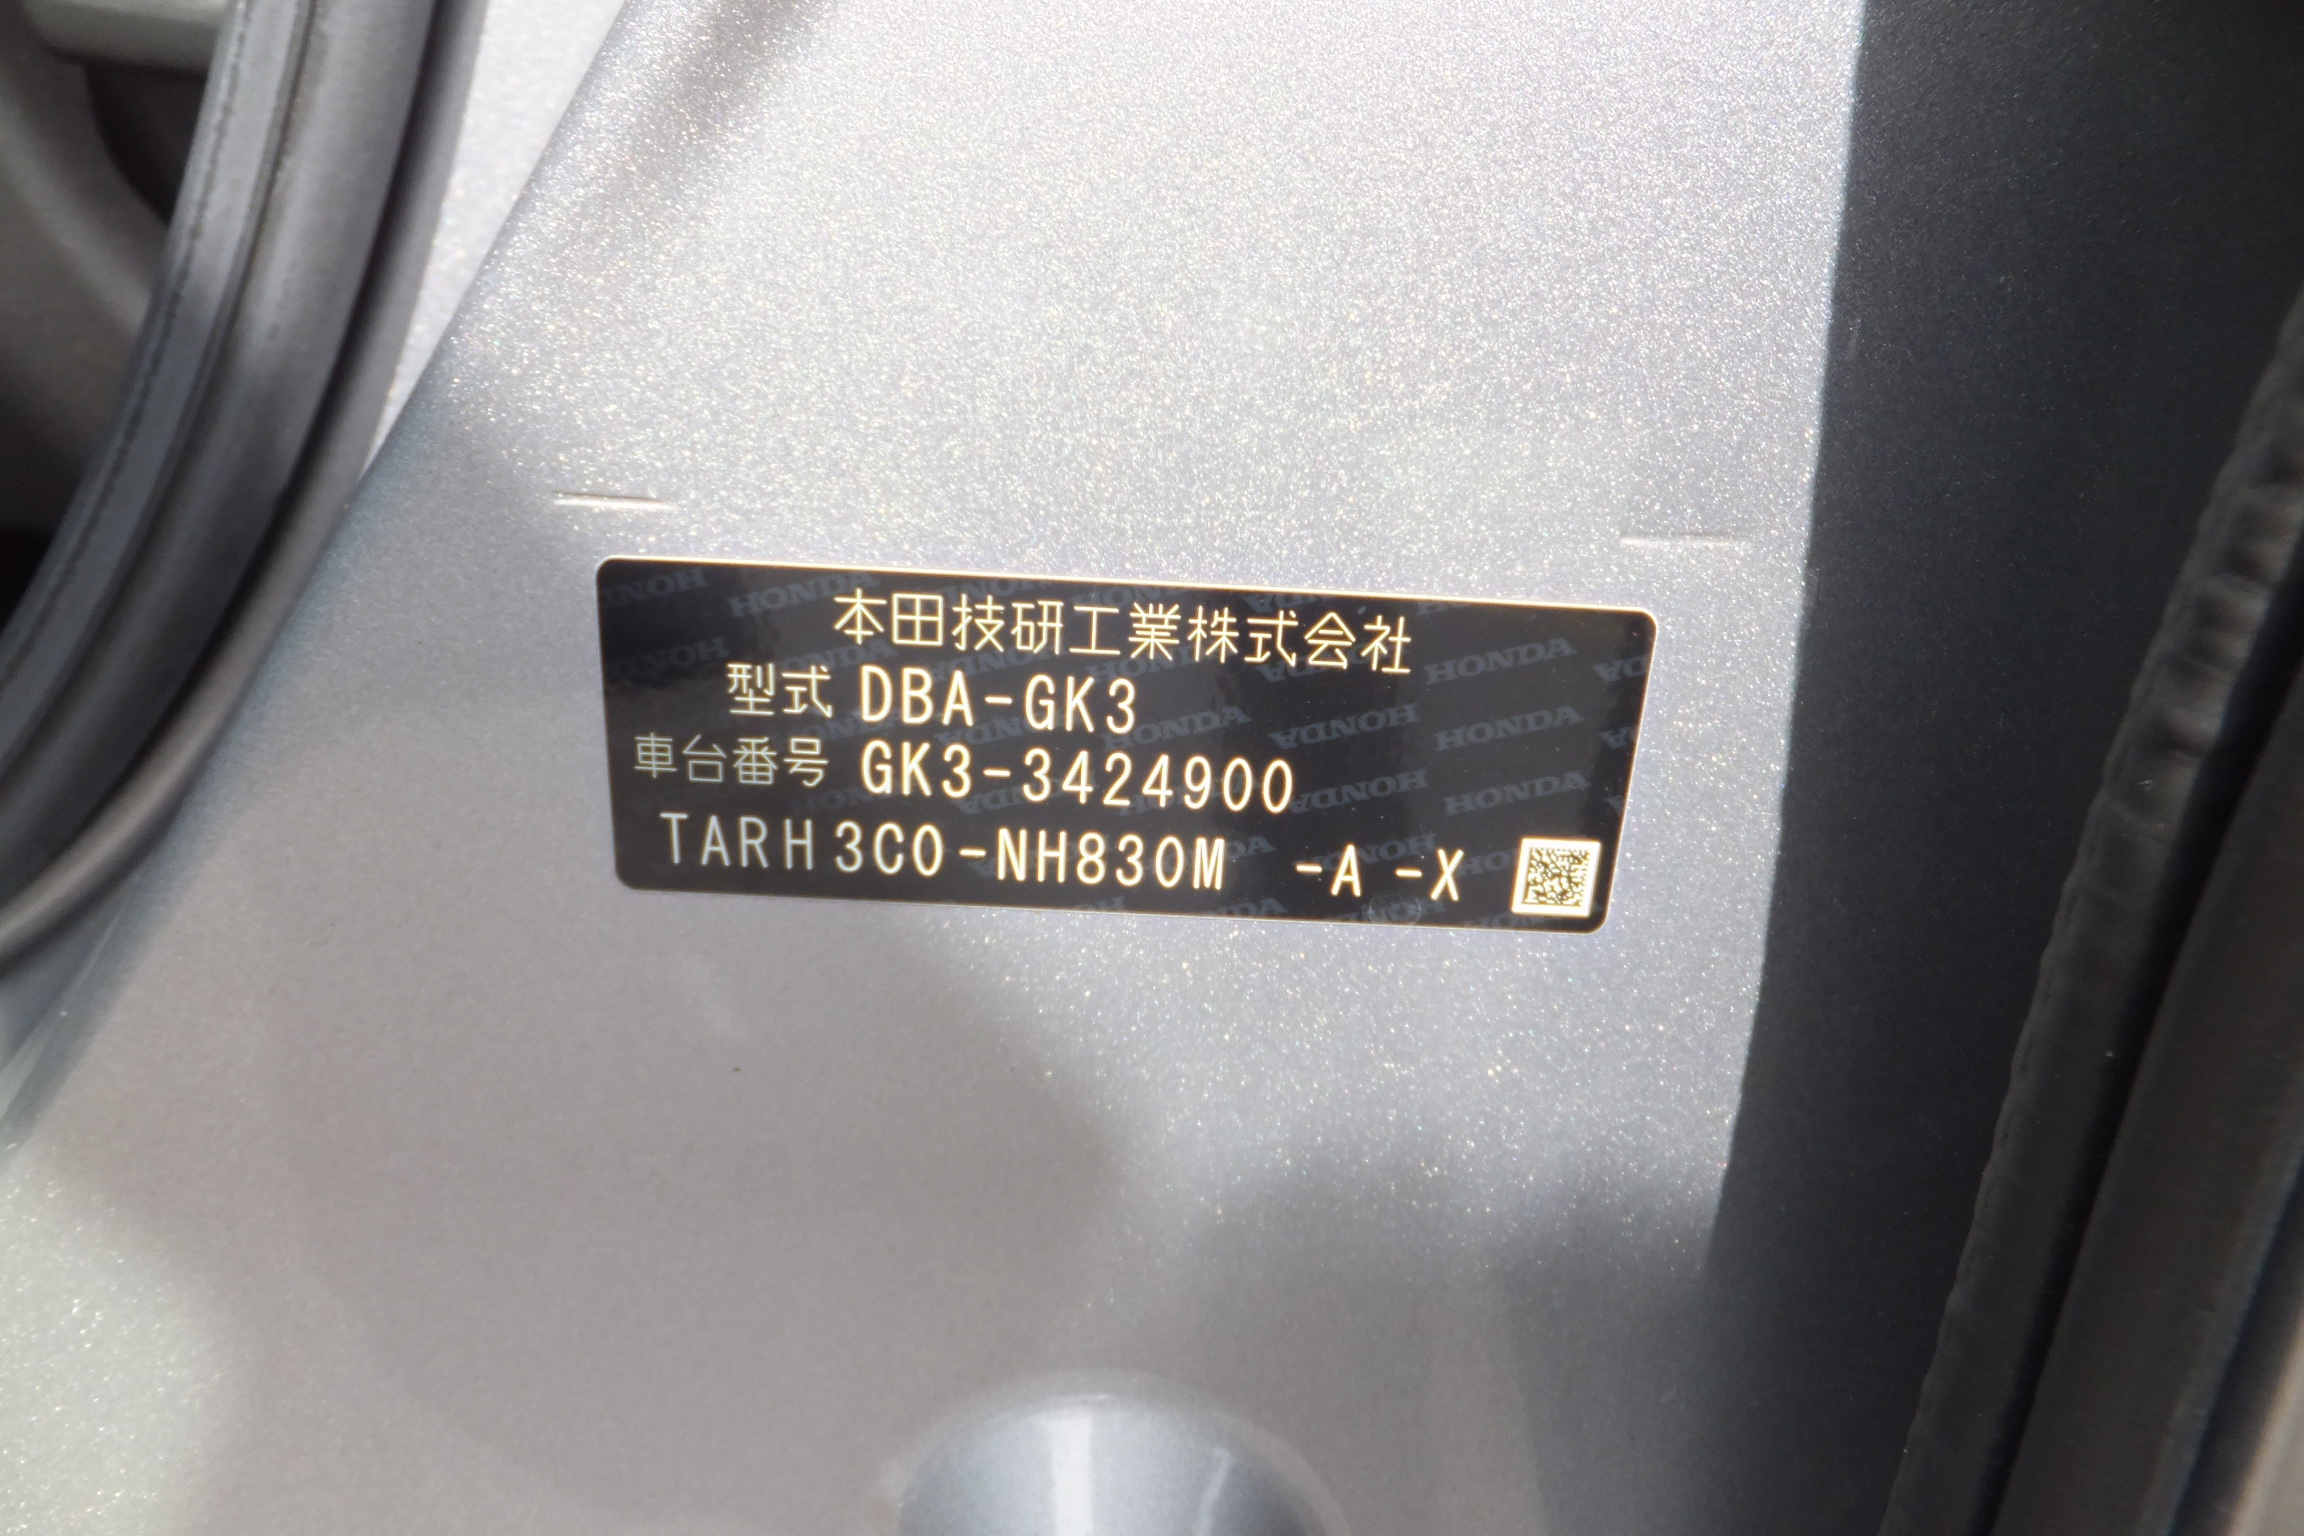 本田技研工業株式会社
型式 DBA-GK3
車台番号 GK3-3424900
TARH3C0-NH830M -A -X